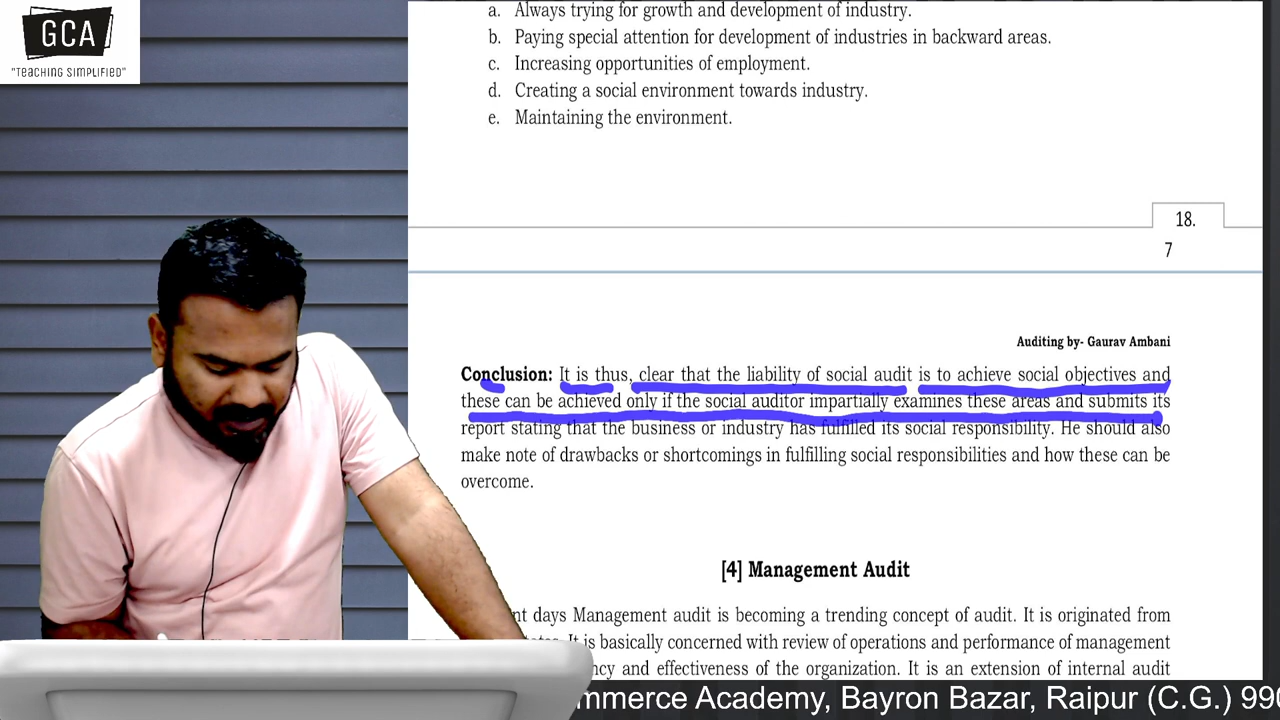 GCA
"TEACHING SIMPLIFIED"
a. Always trying for growth and development of industry.
b. Paying special attention for development of industries in backward areas.
c. Increasing opportunities of employment.
d. Creating a social environment towards industry.
e. Maintaining the environment.
18.
7
Auditing by- Gaurav Ambani
Conclusion: It is thus, clear that the liability of social audit is to achieve social objectives and
these can be achieved only if the social auditor impartially examines these areas and submits its
report stating that the business or industry has fulfilled its social responsibility. He should also
make note of drawbacks or shortcomings in fulfilling social responsibilities and how these can be
overcome.
[4] Management Audit
days Management audit is becoming a trending concept of audit. It is originated from
It is basically concerned with review of operations and performance of management
and effectiveness of the organization. It is an extension of internal audit
Academy, Bayron Bazar, Raipur (C.G.)